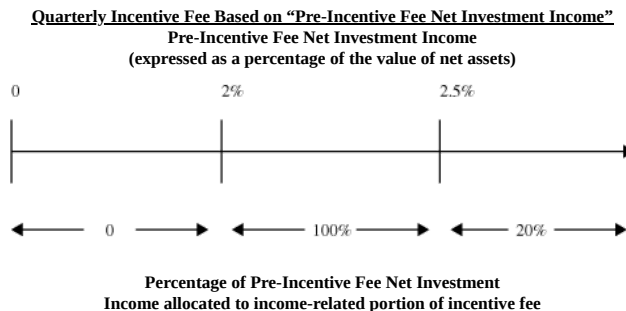 Quarterly Incentive Fee Based on “Pre-Incentive Fee Net Investment Income”
Pre-Incentive Fee Net Investment Income
(expressed as a percentage of the value of net assets)
0 2% 2.5%
0 100% 20%
Percentage of Pre-Incentive Fee Net Investment
Income allocated to income-related portion of incentive fee